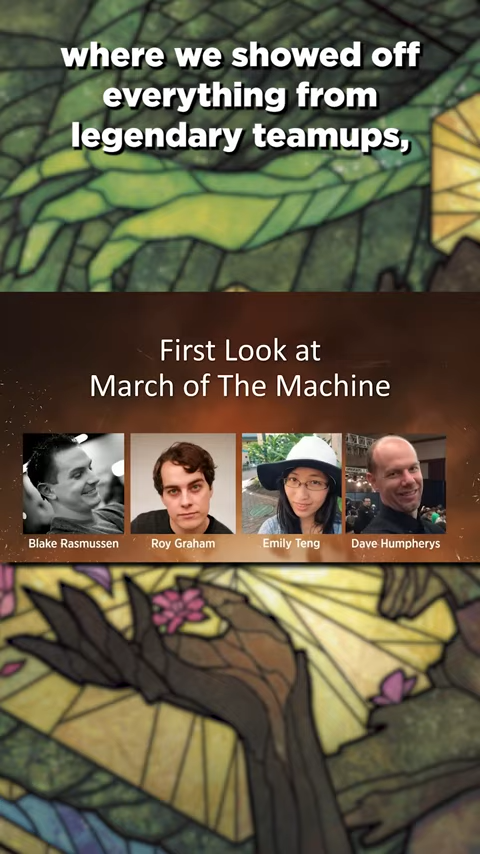 where we showed off
everything from
legendary teamups,
First Look at
March of The Machine
Blake Rasmussen
Roy Graham
Emily Teng
Dave Humpherys